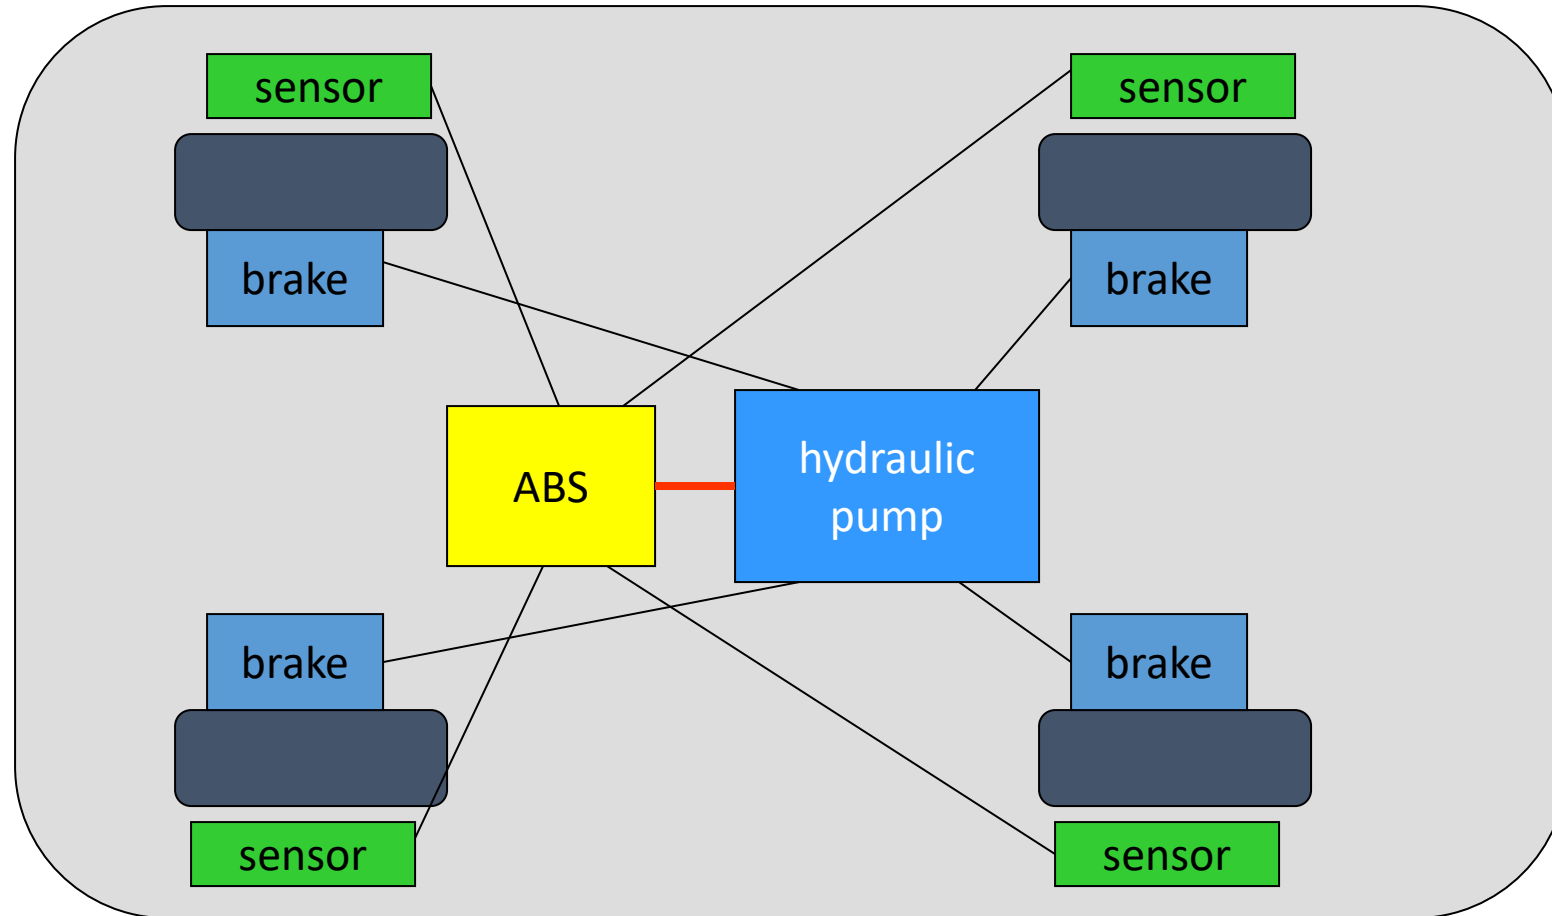 sensor
sensor
brake
brake
ABS
hydraulic
pump
brake
brake
sensor
sensor